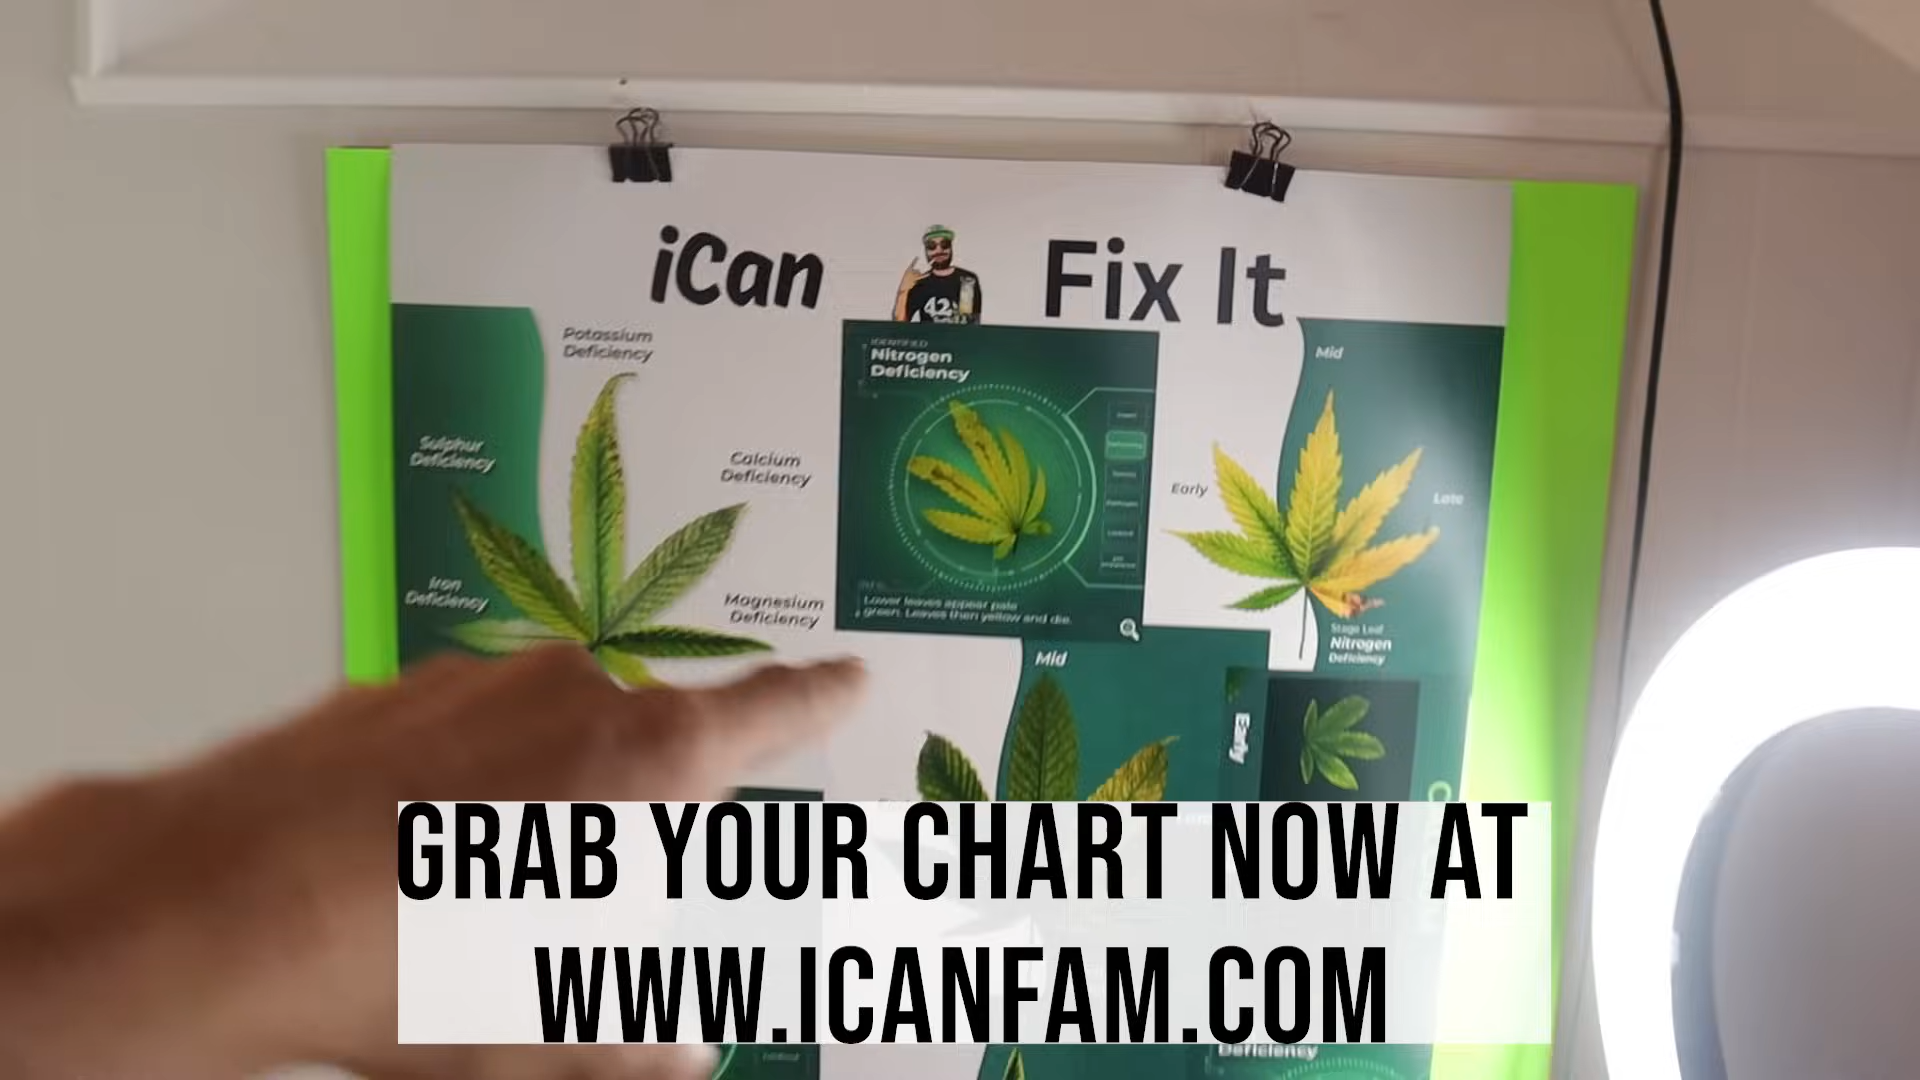 iCan Fix It
42
Potassium
Deficiency
Sulphur
Deficiency
Calcium
Deficiency
Iron
Deficiency
Magnesium
Deficiency
IDENTIFIED
Nitrogen
Deficiency
Lower leaves appear pale
green. Leaves then yellow and die.
Mid
Early
Late
Stage Leaf
Nitrogen
Deficiency
Mid
Early
GRAB YOUR CHART NOW AT
WWW.ICANFAM.COM
Deficiency